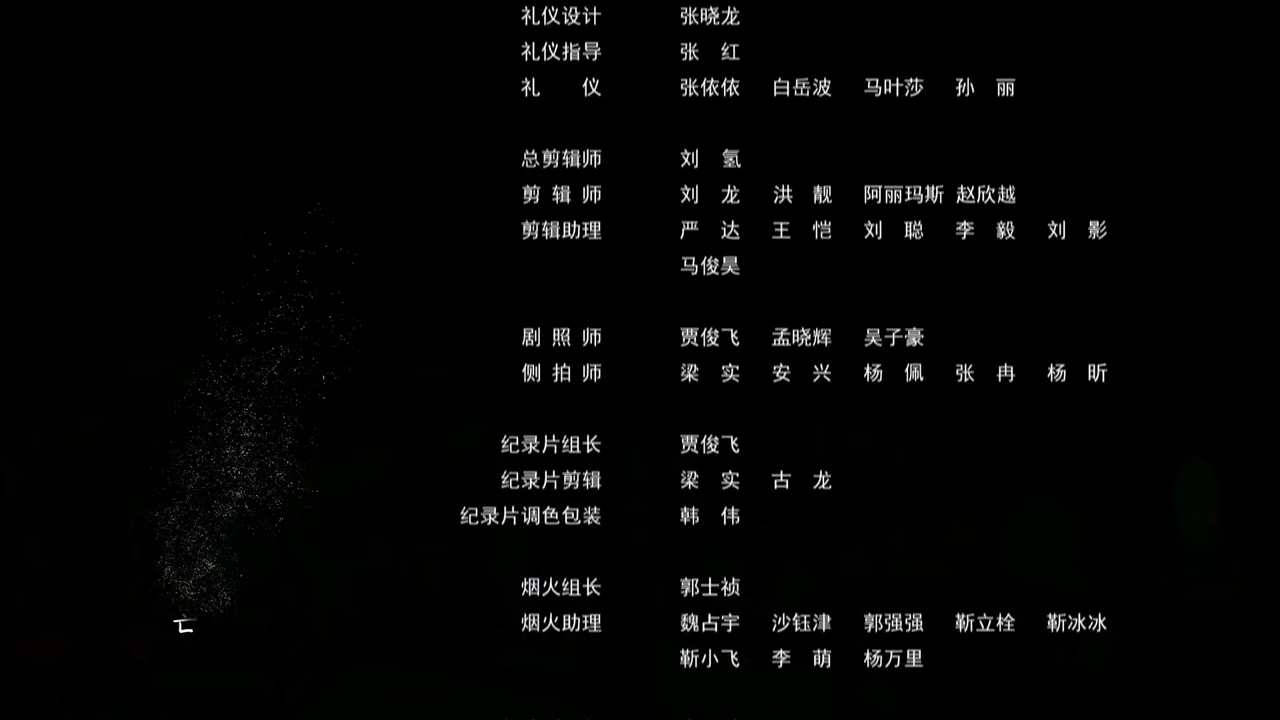 礼仪设计 张晓龙
礼仪指导 张 红
礼 仪 张依依 白岳波 马叶莎 孙 丽
总剪辑师 刘 氢
剪 辑 师 刘 龙 洪 靓 阿丽玛斯 赵欣越
剪辑助理 严 达 王 恺 刘 聪 李 毅 刘 影
马俊昊
剧 照 师 贾俊飞 孟晓辉 吴子豪
侧 拍 师 梁 实 安 兴 杨 佩 张 冉 杨 昕
纪录片组长 贾俊飞
纪录片剪辑 梁 实 古 龙
纪录片调色包装 韩 伟
烟火组长 郭士祯
烟火助理 魏占宇 沙钰津 郭强强 靳立栓 靳冰冰
亡
靳小飞 李 萌 杨万里